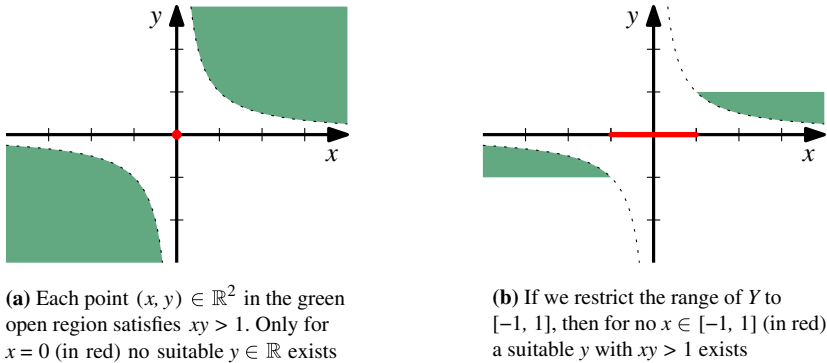 y
x
(a) Each point (x, y) ∈ ℝ² in the green
open region satisfies xy > 1. Only for
x = 0 (in red) no suitable y ∈ ℝ exists
y
x
(b) If we restrict the range of Y to
[−1, 1], then for no x ∈ [−1, 1] (in red)
a suitable y with xy > 1 exists